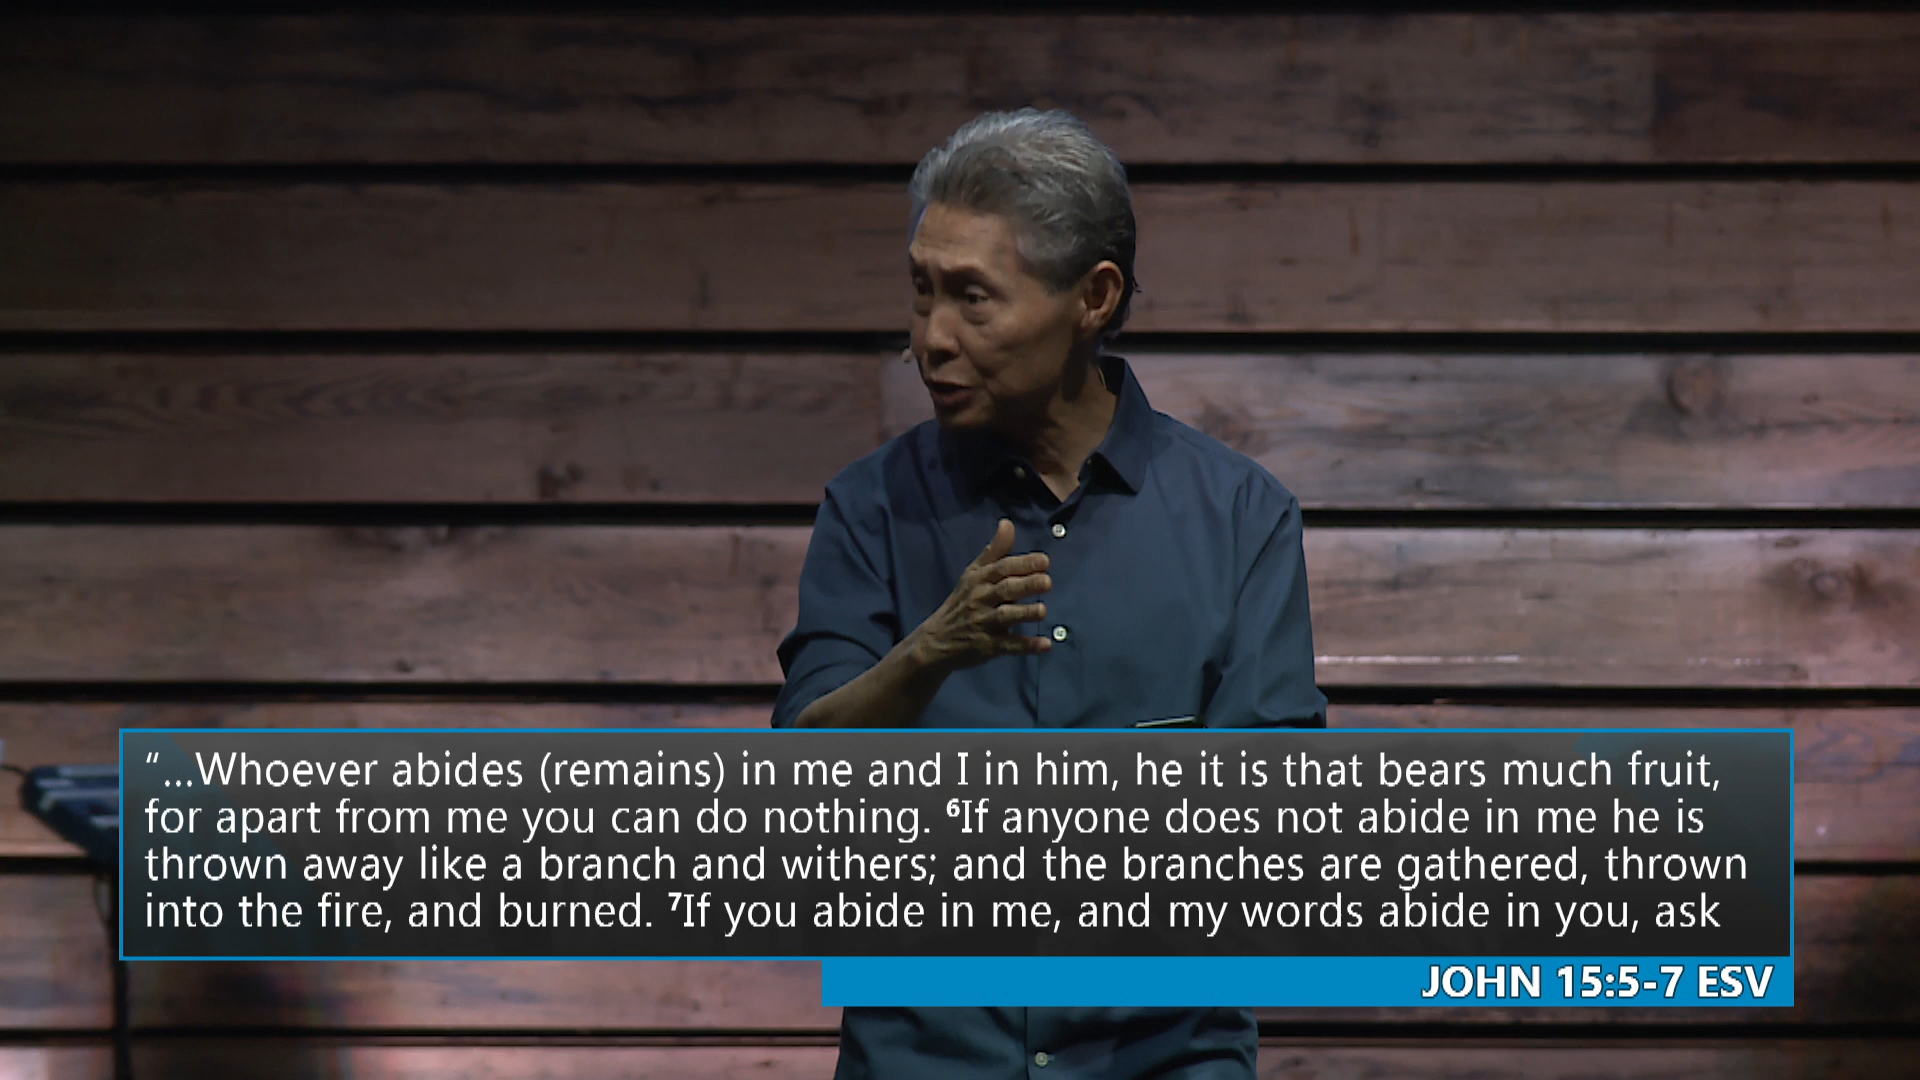 “...Whoever abides (remains) in me and I in him, he it is that bears much fruit,
for apart from me you can do nothing. ⁶If anyone does not abide in me he is
thrown away like a branch and withers; and the branches are gathered, thrown
into the fire, and burned. ⁷If you abide in me, and my words abide in you, ask
JOHN 15:5-7 ESV